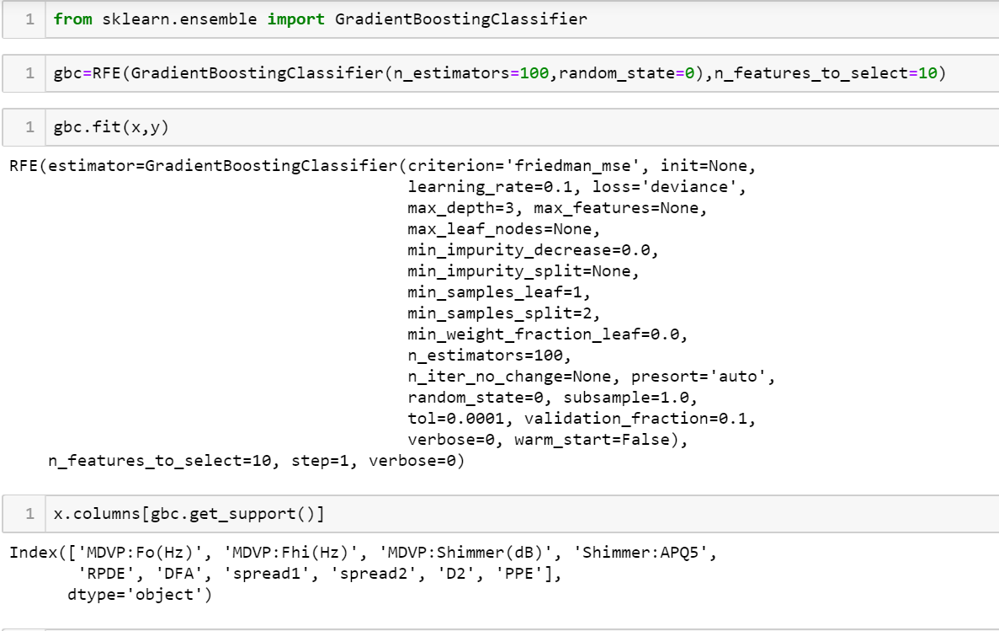 1 from sklearn.ensemble import GradientBoostingClassifier
1 gbc=RFE(GradientBoostingClassifier(n_estimators=100,random_state=0),n_features_to_select=10)
1 gbc.fit(x,y)
RFE(estimator=GradientBoostingClassifier(criterion='friedman_mse', init=None,
learning_rate=0.1, loss='deviance',
max_depth=3, max_features=None,
max_leaf_nodes=None,
min_impurity_decrease=0.0,
min_impurity_split=None,
min_samples_leaf=1,
min_samples_split=2,
min_weight_fraction_leaf=0.0,
n_estimators=100,
n_iter_no_change=None, presort='auto',
random_state=0, subsample=1.0,
tol=0.0001, validation_fraction=0.1,
verbose=0, warm_start=False),
n_features_to_select=10, step=1, verbose=0)
1 x.columns[gbc.get_support()]
Index(['MDVP:Fo(Hz)', 'MDVP:Fhi(Hz)', 'MDVP:Shimmer(dB)', 'Shimmer:APQ5',
'RPDE', 'DFA', 'spread1', 'spread2', 'D2', 'PPE'],
dtype='object')